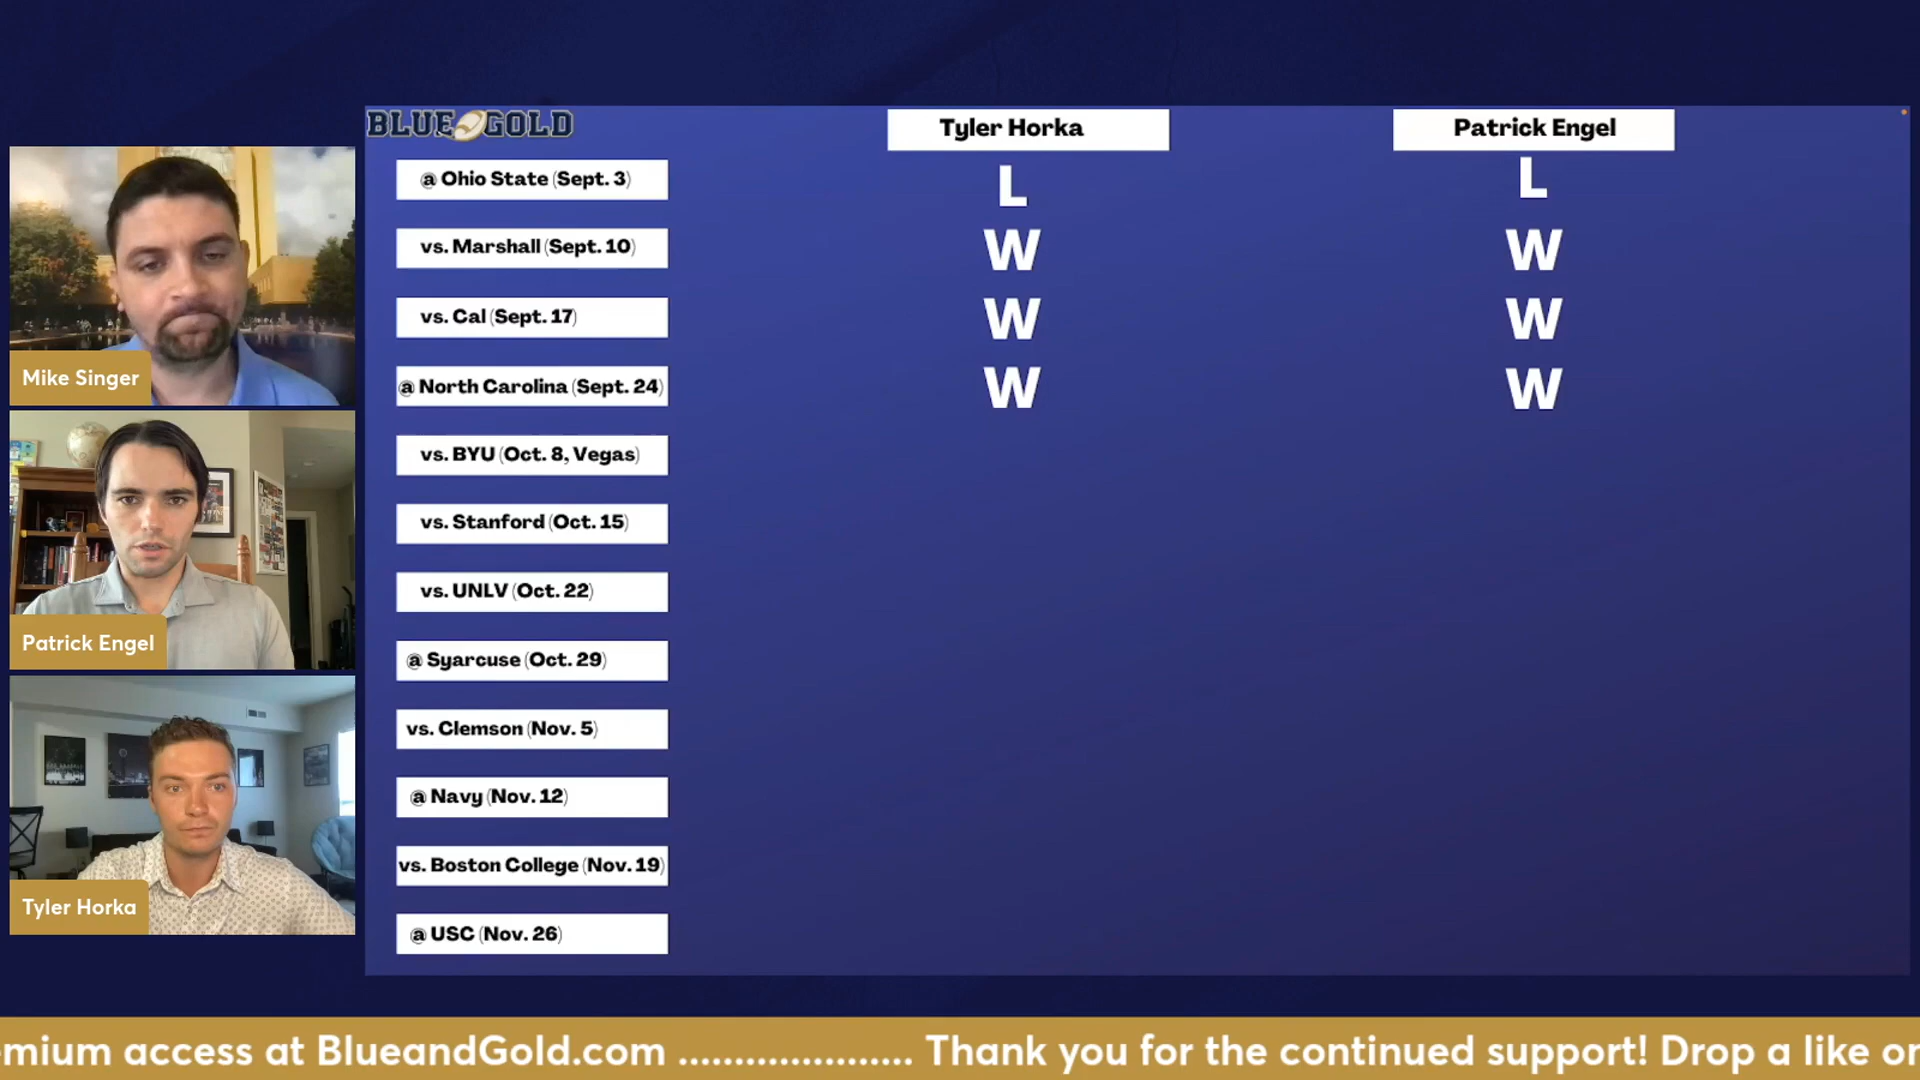 BLUE GOLD
Tyler Horka
Patrick Engel
@ Ohio State (Sept. 3)
L
L
vs. Marshall (Sept. 10)
W
W
vs. Cal (Sept. 17)
W
W
@ North Carolina (Sept. 24)
W
W
vs. BYU (Oct. 8, Vegas)
vs. Stanford (Oct. 15)
vs. UNLV (Oct. 22)
@ Syarcuse (Oct. 29)
vs. Clemson (Nov. 5)
@ Navy (Nov. 12)
vs. Boston College (Nov. 19)
@ USC (Nov. 26)
Mike Singer
Patrick Engel
Tyler Horka
mium access at BlueandGold.com ..................... Thank you for the continued support! Drop a like or